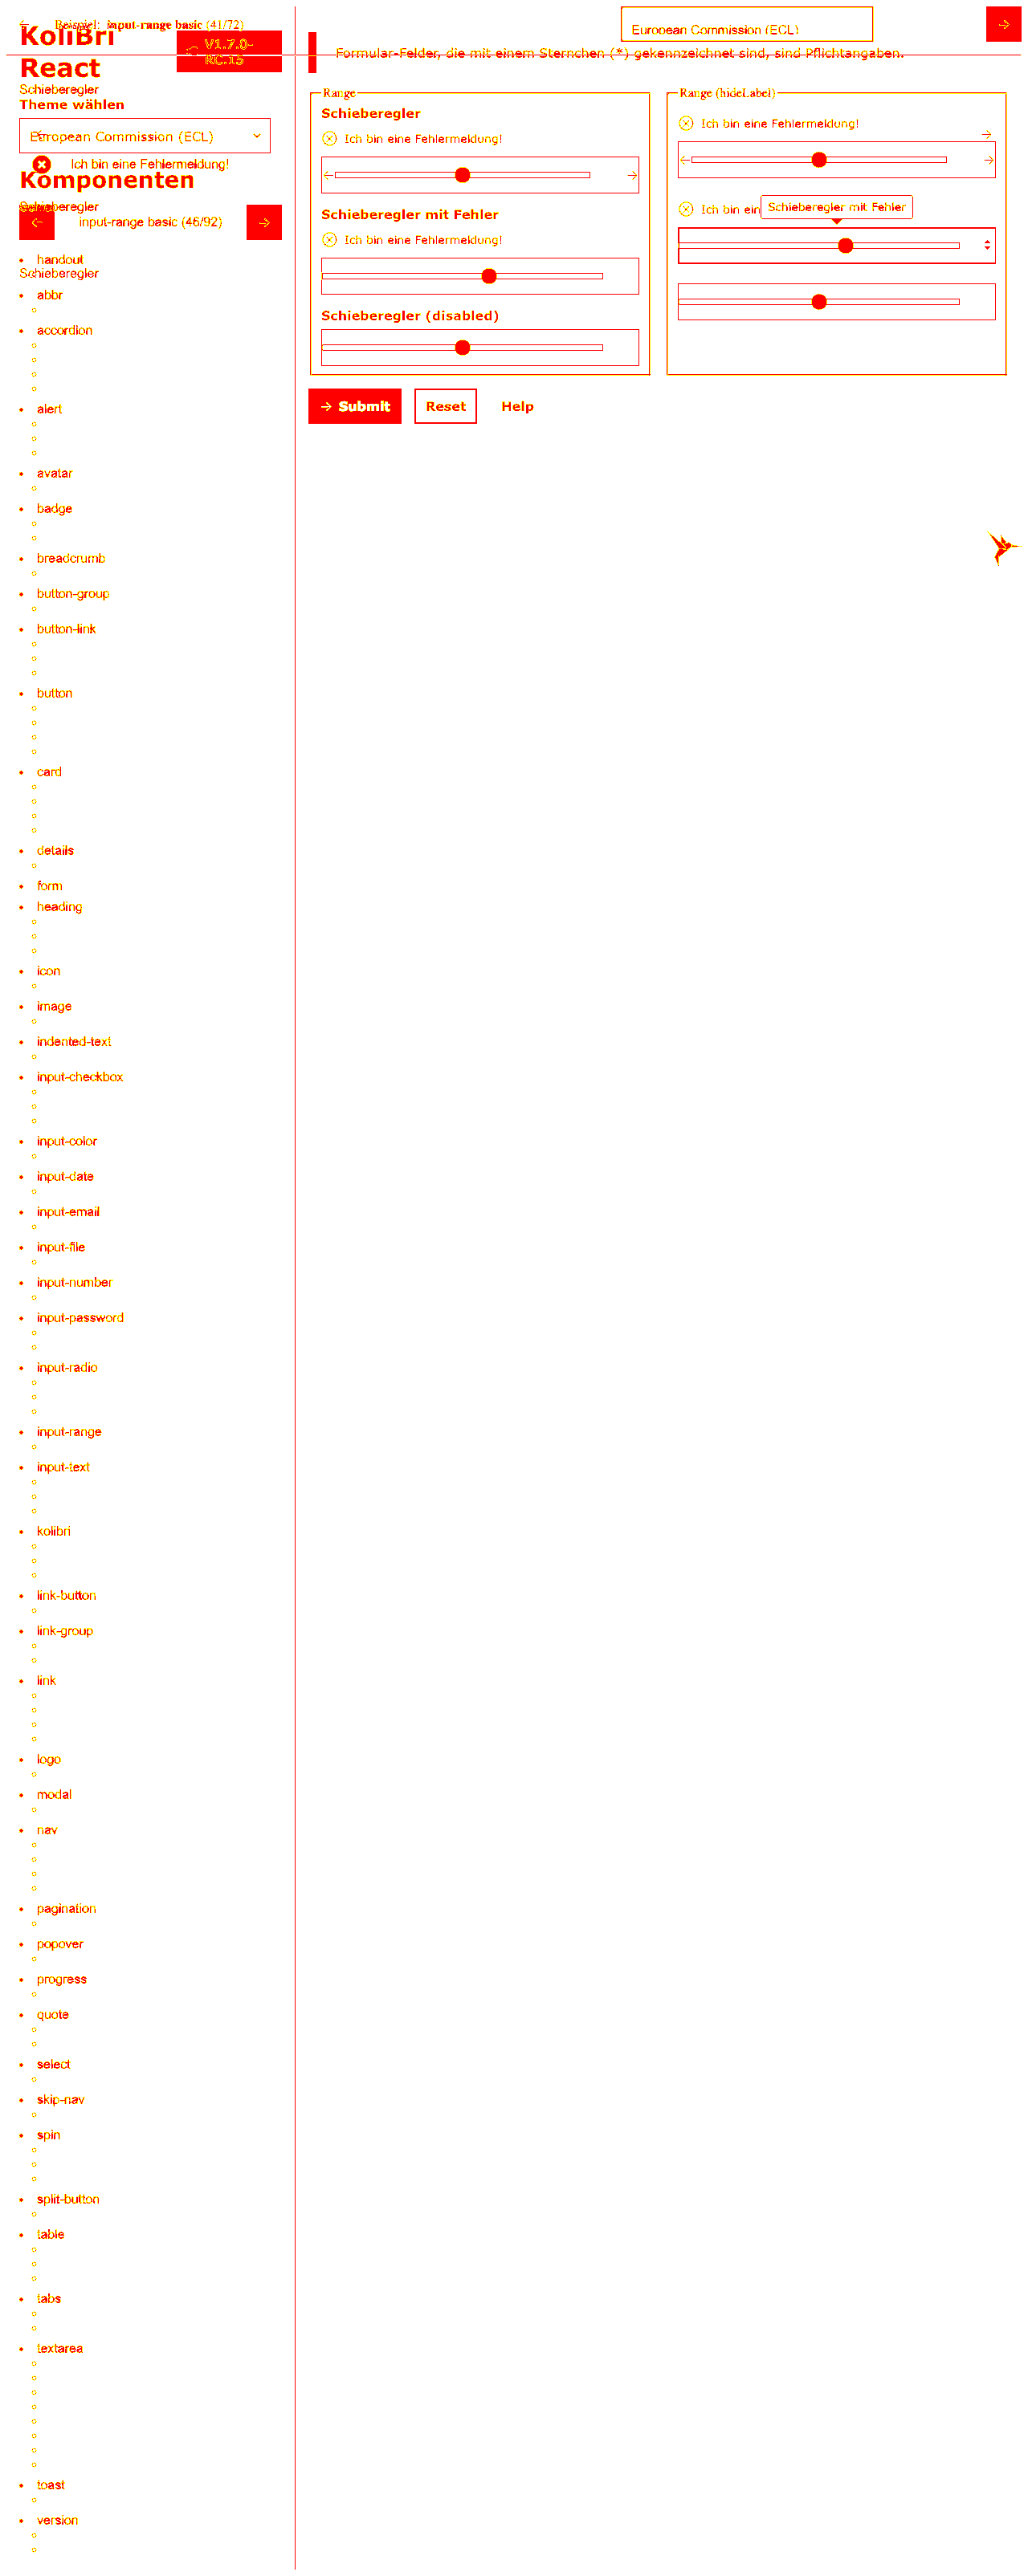 Beispiel: input-range basic (41/72)
European Commission (ECL)
KoliBri
React
V1.7.0-
RC.15
Formular-Felder, die mit einem Sternchen (*) gekennzeichnet sind, sind Pflichtangaben.
Schieberegler
Theme wählen
European Commission (ECL)
Ich bin eine Fehlermeldung!
Komponenten
Schieberegler
input-range basic (46/92)
handout
Schieberegler
abbr
accordion
alert
avatar
badge
breadcrumb
button-group
button-link
button
card
details
form
heading
icon
image
indented-text
input-checkbox
input-color
input-date
input-email
input-file
input-number
input-password
input-radio
input-range
input-text
kolibri
link-button
link-group
link
logo
modal
nav
pagination
popover
progress
quote
select
skip-nav
spin
split-button
table
tabs
textarea
toast
version
Range
Schieberegler
Ich bin eine Fehlermeldung!
Schieberegler mit Fehler
Ich bin eine Fehlermeldung!
Schieberegler (disabled)
Range (hideLabel)
Ich bin eine Fehlermeldung!
Ich bin ein
Schieberegler mit Fehler
Submit
Reset
Help